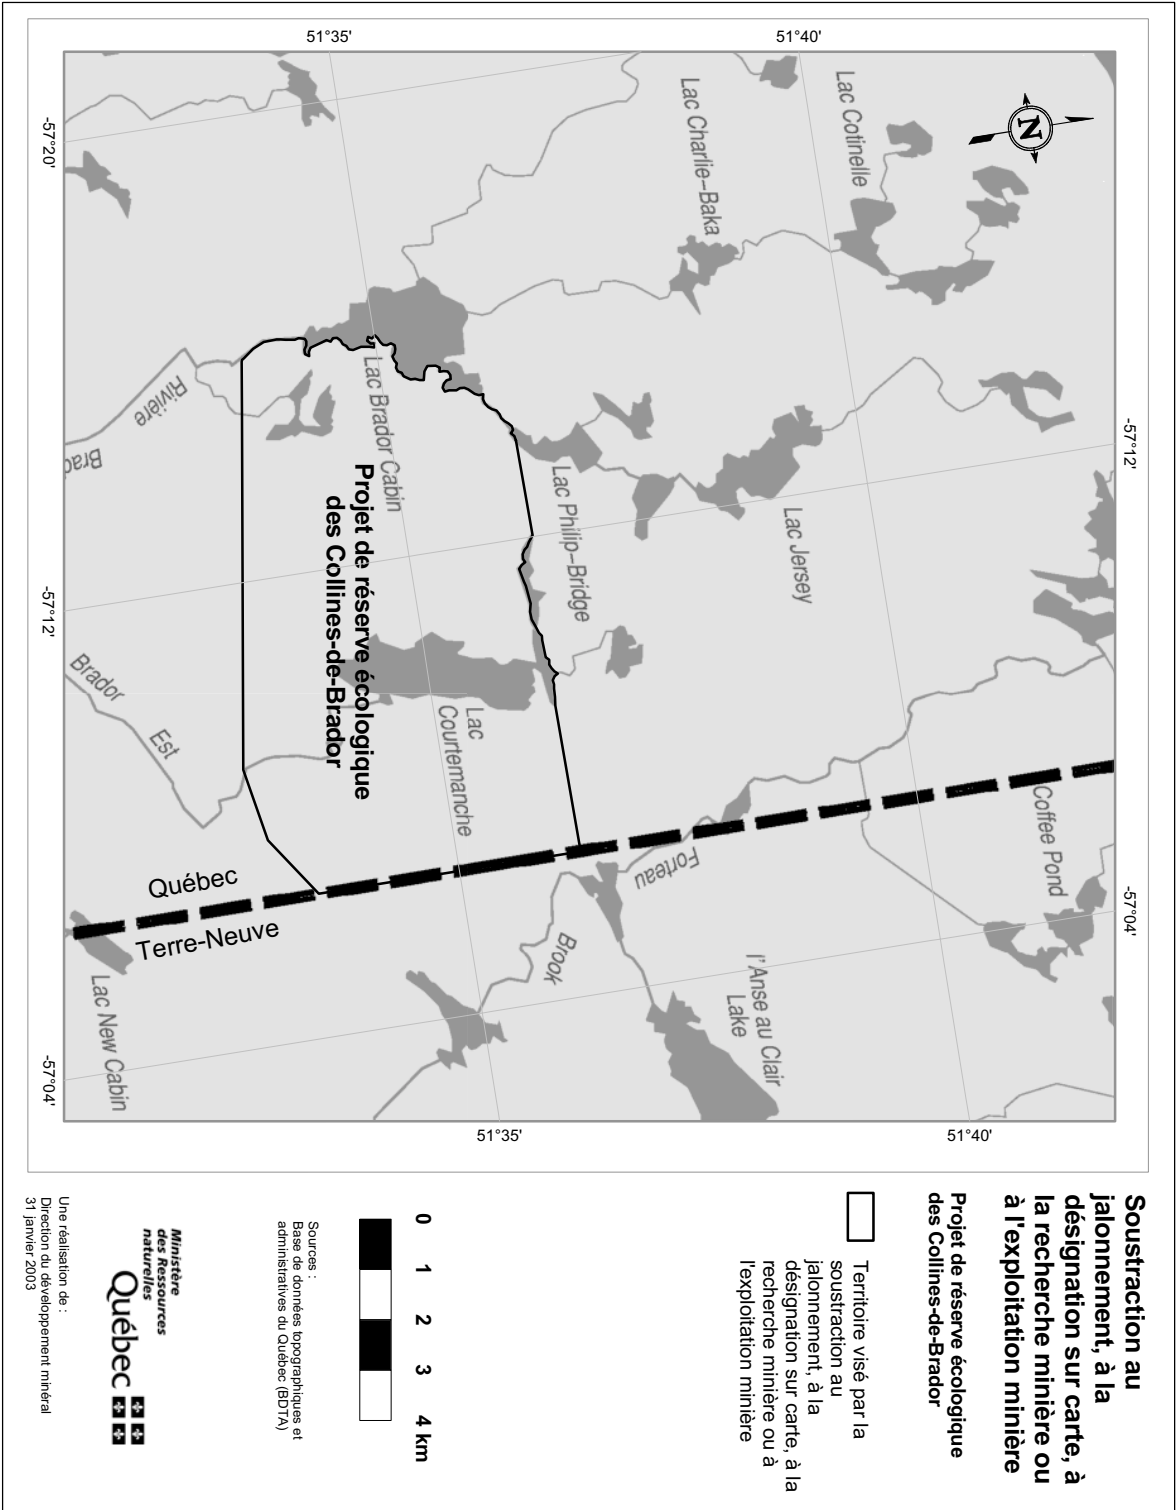 Soustraction au
jalonnement, à la
désignation sur carte, à
la recherche minière ou
à l'exploitation minière
Projet de réserve écologique
des Collines-de-Brador
Territoire visé par la
soustraction au
jalonnement, à la
désignation sur carte, à la
recherche minière ou à
l'exploitation minière
0 1 2 3 4 km
Sources :
Base de données topographiques et
administratives du Québec (BDTA)
Ministère
des Ressources
naturelles
Québec
Une réalisation de :
Direction du développement minéral
31 janvier 2003
-57°12'
-57°04'
51°40'
51°40'
51°35'
51°35'
-57°20'
-57°12'
-57°04'
N
Lac Cotinelle
Lac Charlie-Baka
Lac Jersey
Coffee Pond
Lac Philip-Bridge
l'Anse au Clair
Lake
Forteau
Brook
Lac Brador Cabin
Lac
Courtemanche
Projet de réserve écologique
des Collines-de-Brador
Rivière
Brad
Brador
Est
Québec
Terre-Neuve
Lac New Cabin